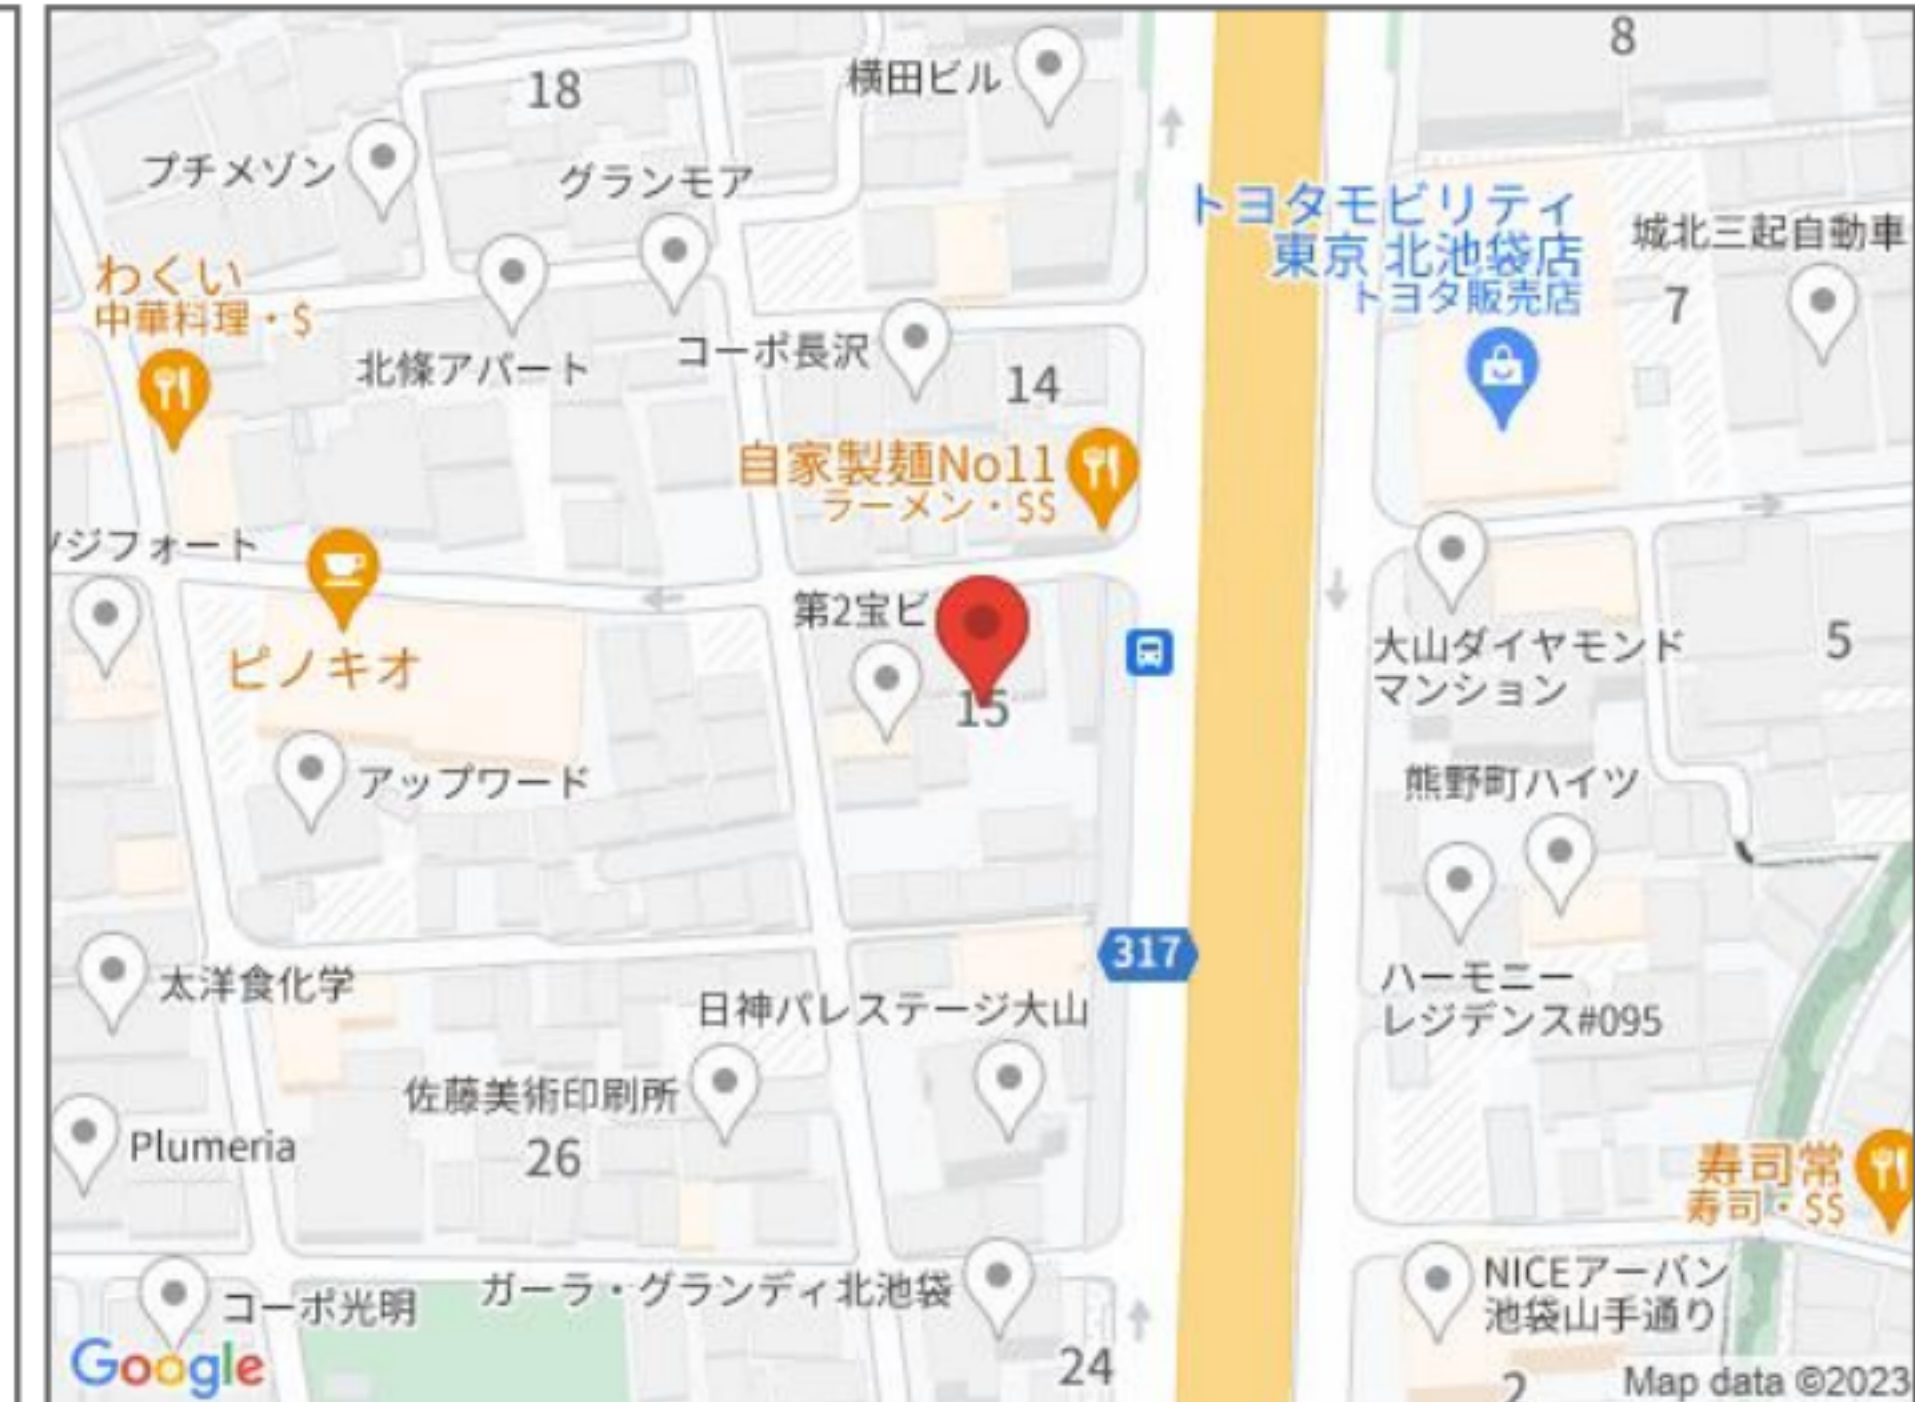 8
18
横田ビル
プチメゾン
グランモア
トヨタモビリティ
東京 北池袋店
トヨタ販売店
城北三起自動車
7
わくい
中華料理・$
北條アパート
コーポ長沢
14
自家製麺No11
ラーメン・$$
ジフォート
第2宝ビ
15
大山ダイヤモンド
マンション
5
ピノキオ
アップワード
熊野町ハイツ
317
太洋食化学
日神パレステージ大山
ハーモニー
レジデンス#095
佐藤美術印刷所
26
Plumeria
寿司常
寿司・$$
ガーラ・グランディ北池袋
NICEアーバン
池袋山手通り
コーポ光明
24
2
Google
Map data ©2023